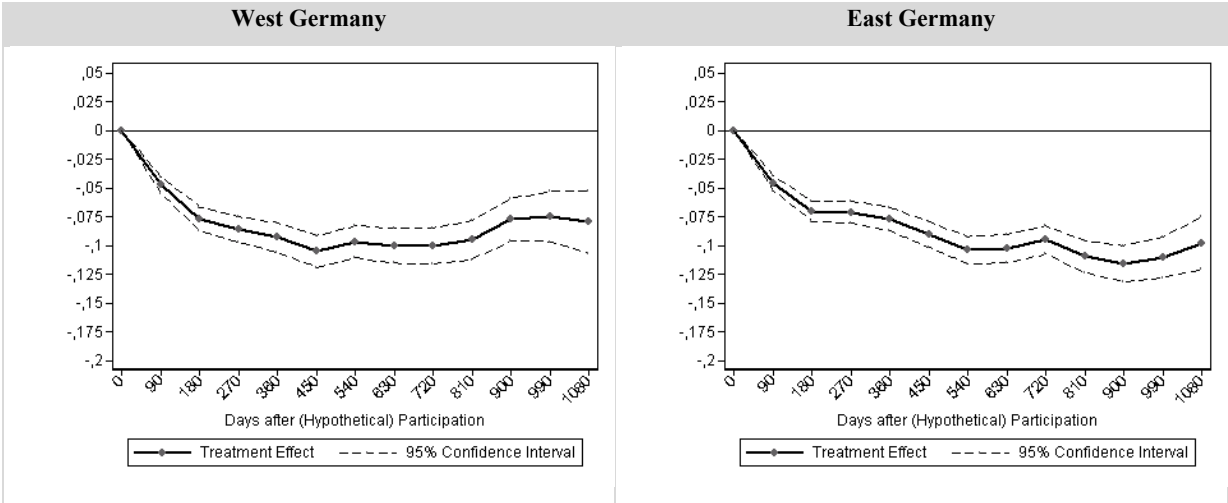 West Germany
East Germany
,05
,025
0
-,025
-,05
-,075
-,1
-,125
-,15
-,175
-,2
0 90 180 270 360 450 540 630 720 810 900 990 1080
Days after (Hypothetical) Participation
Treatment Effect 95% Confidence Interval
,05
,025
0
-,025
-,05
-,075
-,1
-,125
-,15
-,175
-,2
0 90 180 270 360 450 540 630 720 810 900 990 1080
Days after (Hypothetical) Participation
Treatment Effect 95% Confidence Interval